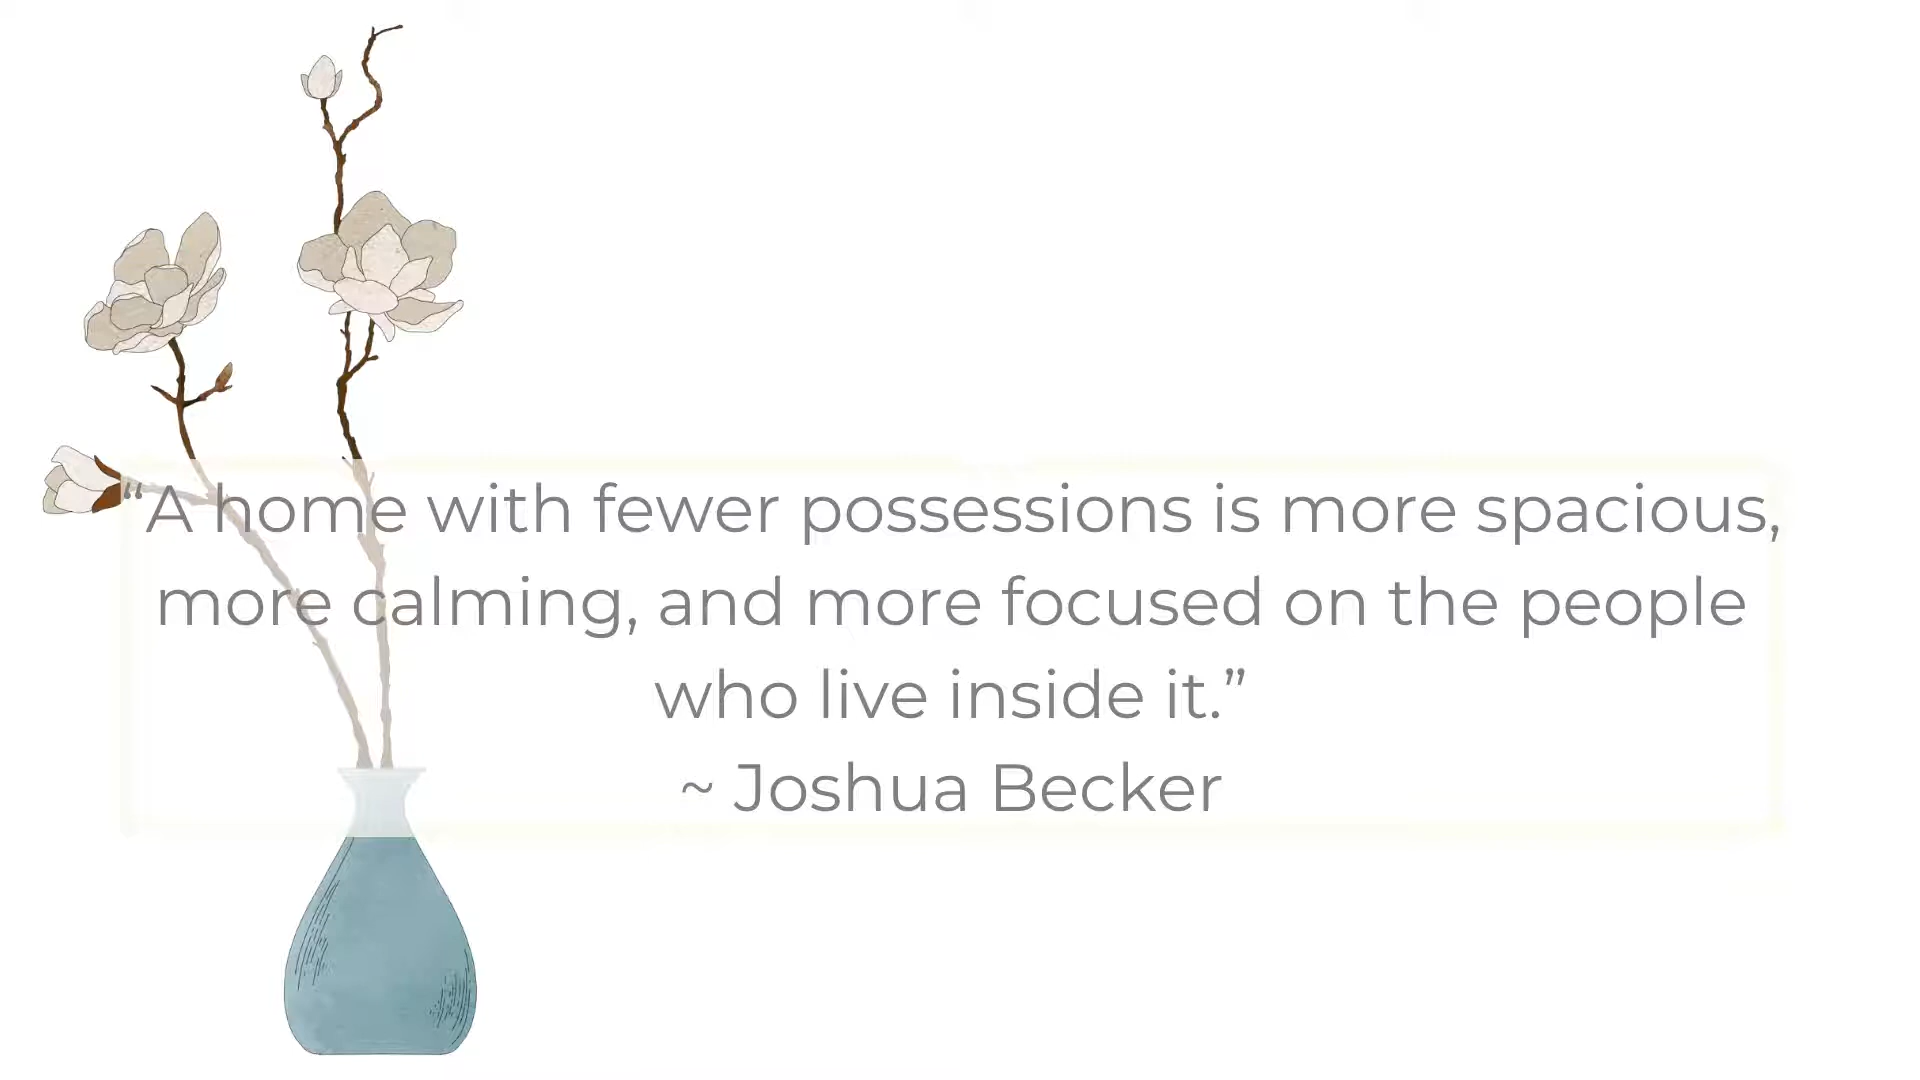 “A home with fewer possessions is more spacious,
more calming, and more focused on the people
who live inside it.”
~ Joshua Becker